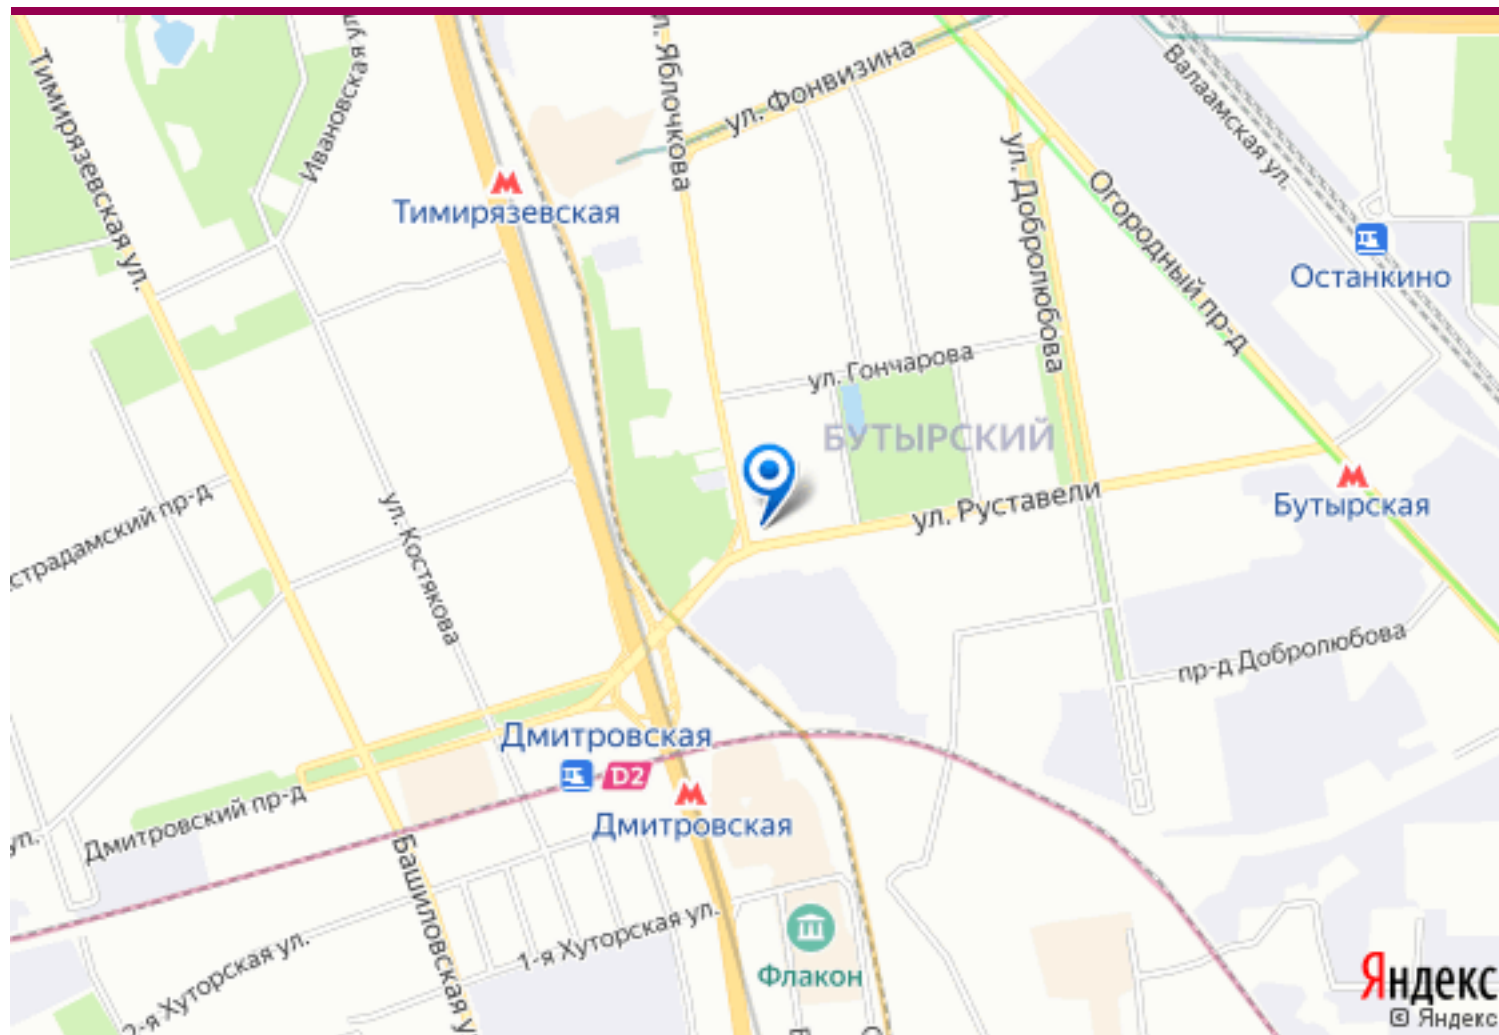 Тимирязевская ул.
Ивановская ул
ул. Яблочкова
ул. Фонвизина
Валаамская ул.
ул. Добролюбова
Огородный пр-д
Тимирязевская
Останкино
ул. Гончарова
БУТЫРСКИЙ
ул. Костякова
страдамский пр-д
ул. Руставели
Бутырская
пр-д Добролюбова
Дмитровская
D2
Дмитровская
Дмитровский пр-д
ул.
Башиловская у
1-я Хуторская ул.
2-я Хуторская ул.
Флакон
Яндекс
© Яндекс